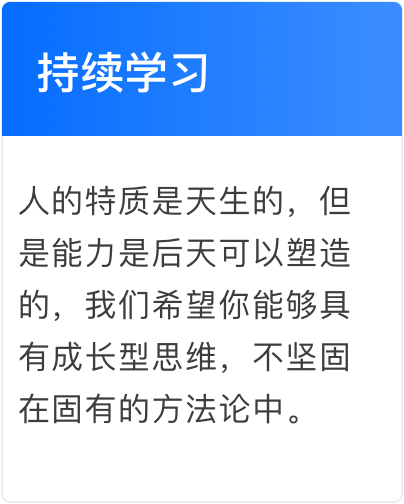 持续学习
人的特质是天生的，但
是能力是后天可以塑造
的，我们希望你能够具
有成长型思维，不坚固
在固有的方法论中。